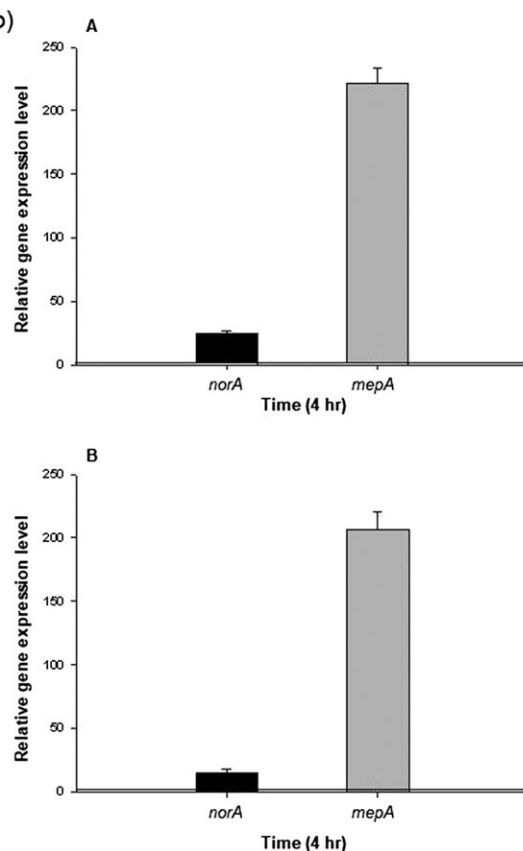 b)
A
250
200
150
100
50
0
Relative gene expression level
norA mepA
Time (4 hr)
B
250
200
150
100
50
0
Relative gene expression level
norA mepA
Time (4 hr)